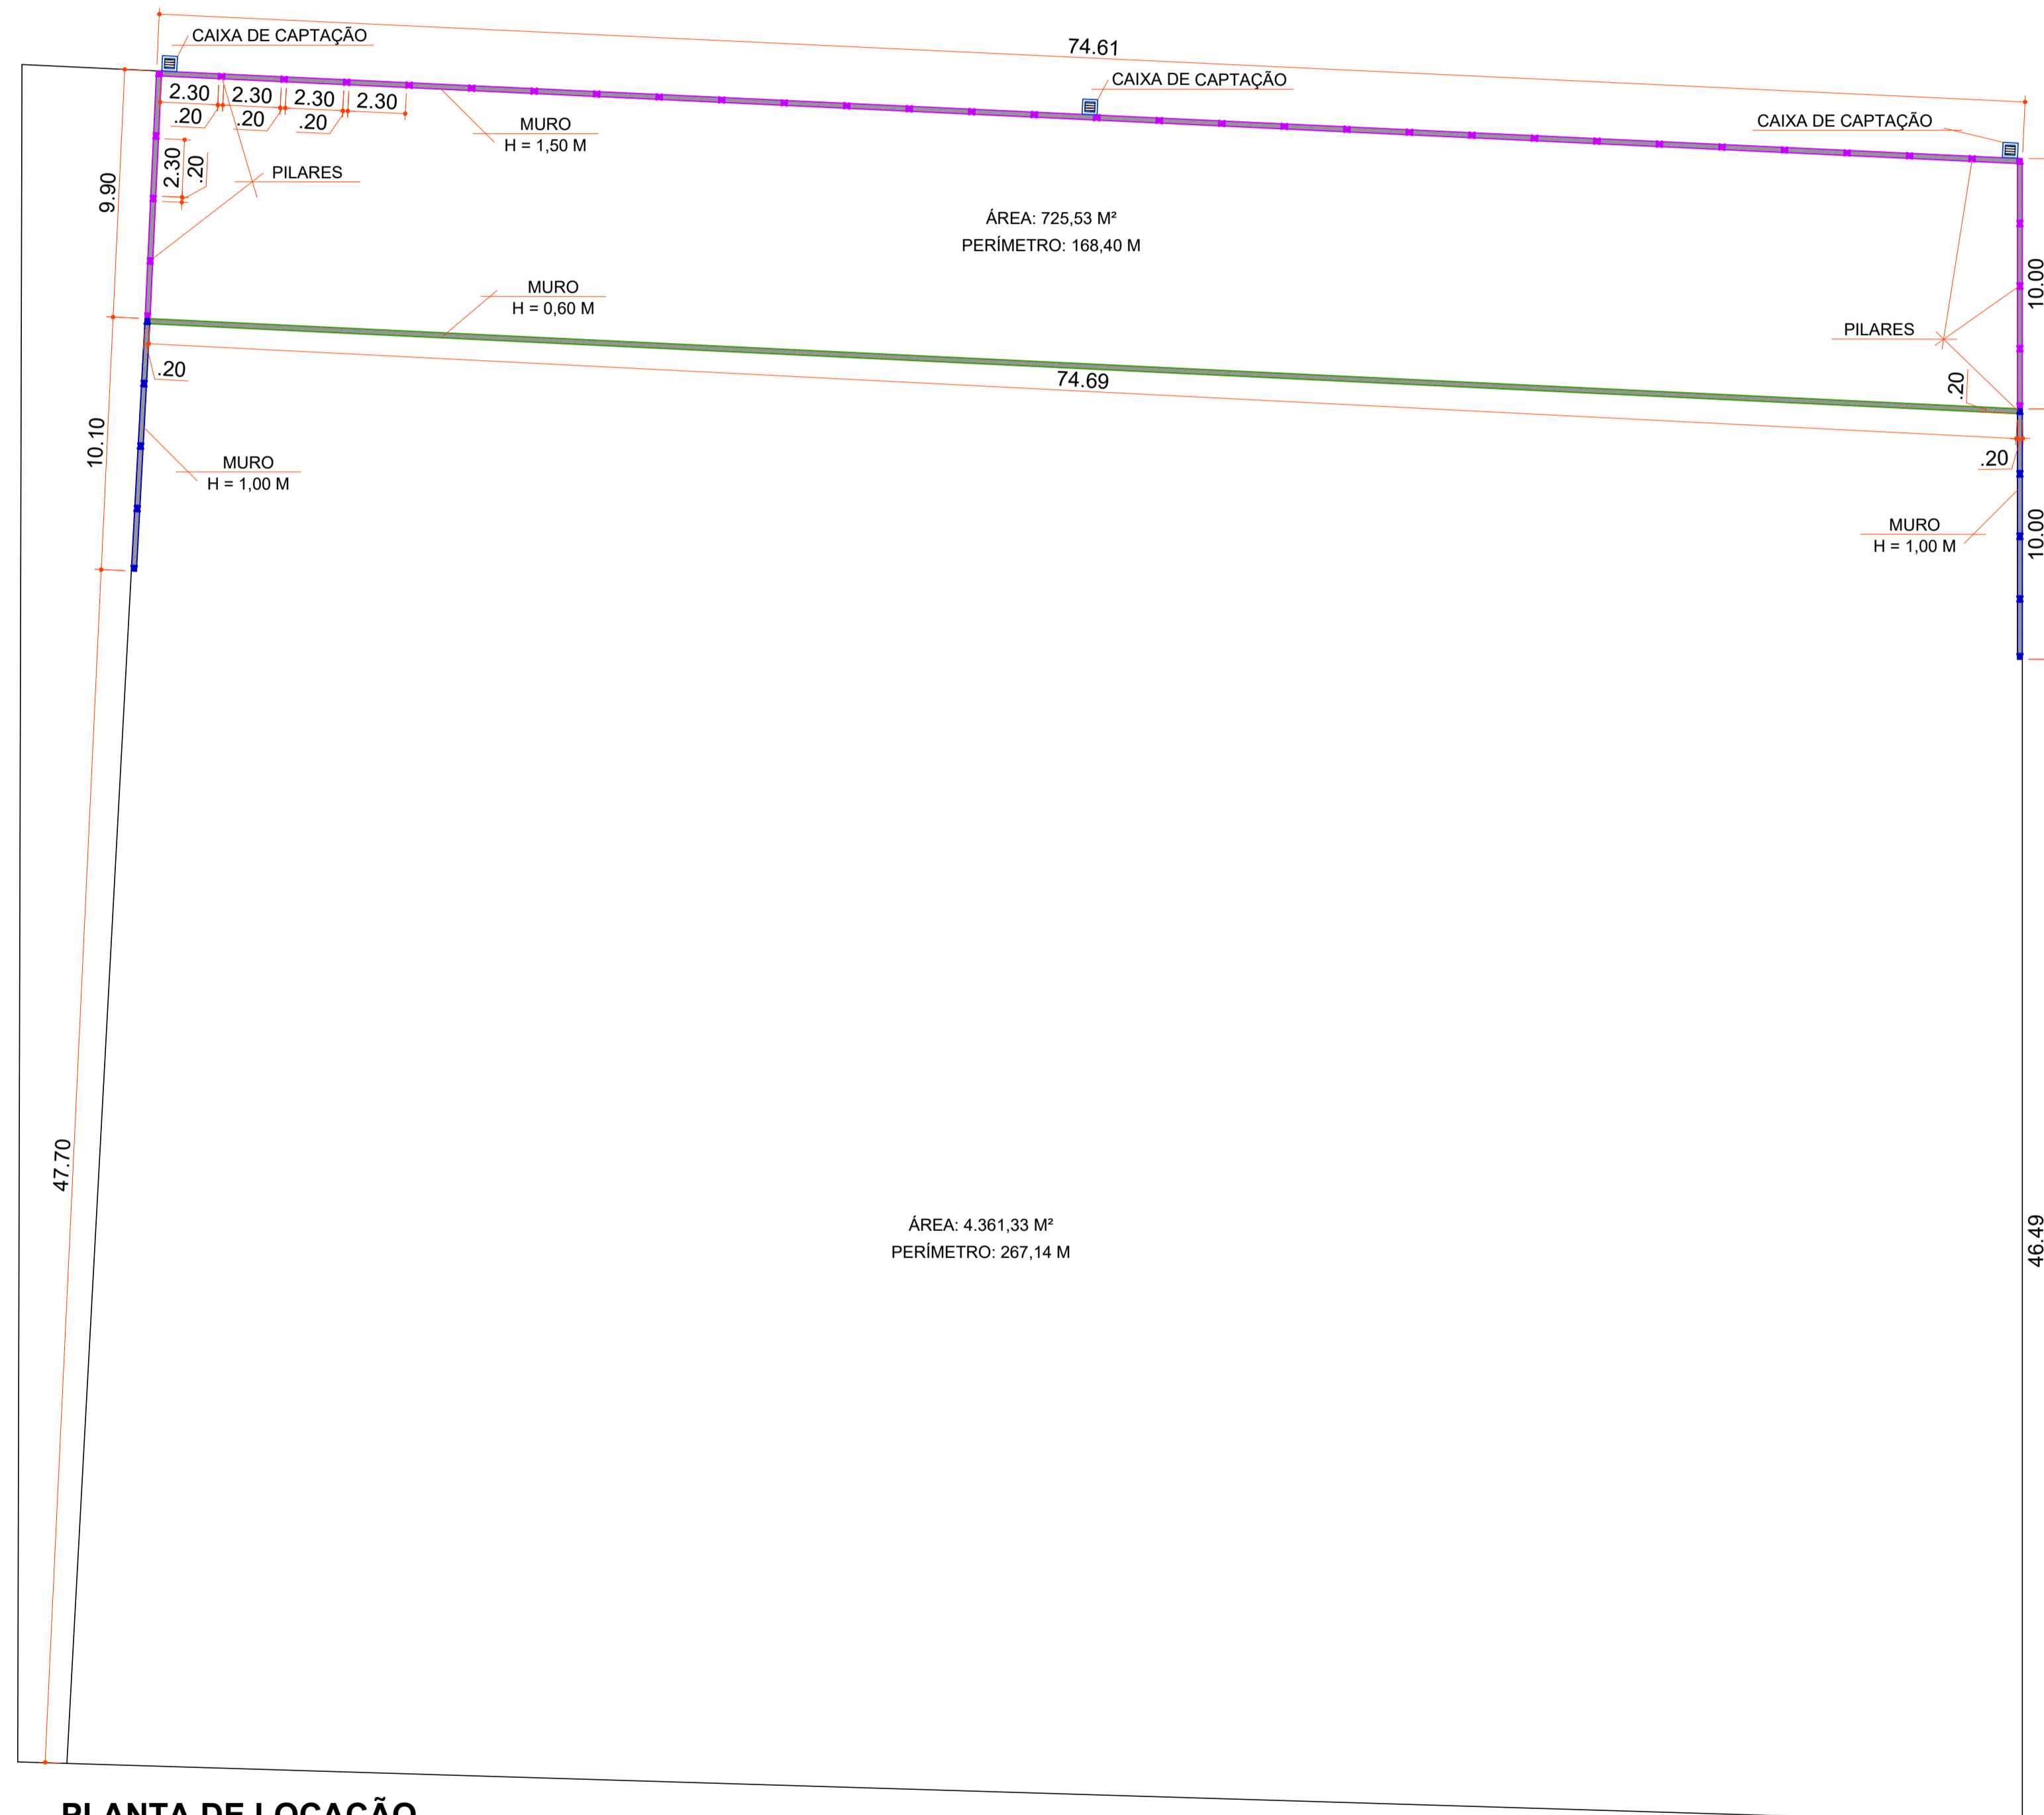 74.61
CAIXA DE CAPTAÇÃO
CAIXA DE CAPTAÇÃO
CAIXA DE CAPTAÇÃO
2.30
2.30
2.30
2.30
.20
.20
.20
MURO
H = 1,50 M
2.30
.20
PILARES
9.90
ÁREA: 725,53 M²
PERÍMETRO: 168,40 M
10.00
MURO
H = 0,60 M
PILARES
.20
74.69
.20
10.10
MURO
H = 1,00 M
.20
MURO
H = 1,00 M
10.00
47.70
ÁREA: 4.361,33 M²
PERÍMETRO: 267,14 M
46.49
PLANTA DE LOCAÇÃO